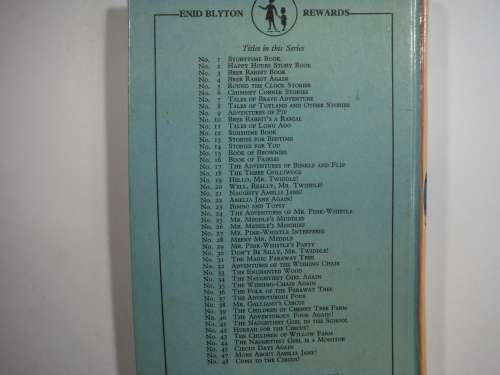 ENID BLYTON REWARDS
Titles in this Series
No. 1 STORYTIME BOOK
No. 2 HAPPY HOURS STORY BOOK
No. 3 BRER RABBIT BOOK
No. 4 BRER RABBIT AGAIN
No. 5 ROUND THE CLOCK STORIES
No. 6 CHIMNEY CORNER STORIES
No. 7 TALES OF BRAVE ADVENTURE
No. 8 TALES OF TOYLAND AND OTHER STORIES
No. 9 ADVENTURES OF PIP
No. 10 BRER RABBIT'S A RASCAL
No. 11 TALES OF LONG AGO
No. 12 SUNSHINE BOOK
No. 13 STORIES FOR BEDTIME
No. 14 STORIES FOR YOU
No. 15 BOOK OF BROWNIES
No. 16 BOOK OF FAIRIES
No. 17 THE ADVENTURES OF BINKLE AND FLIP
No. 18 THE THREE GOLLIWOGS
No. 19 HELLO, MR. TWIDDLE!
No. 20 WELL, REALLY, MR. TWIDDLE!
No. 21 NAUGHTY AMELIA JANE!
No. 22 AMELIA JANE AGAIN!
No. 23 BIMBO AND TOPSY
No. 24 THE ADVENTURES OF MR. PINK-WHISTLE
No. 25 MR. MEDDLE'S MUDDLES
No. 26 MR. MEDDLE'S MISCHIEF
No. 27 MR. PINK-WHISTLE INTERFERES
No. 28 MERRY MR. MEDDLE
No. 29 MR. PINK-WHISTLE'S PARTY
No. 30 DON'T BE SILLY, MR. TWIDDLE!
No. 31 THE MAGIC FARAWAY TREE
No. 32 ADVENTURES OF THE WISHING CHAIR
No. 33 THE ENCHANTED WOOD
No. 34 THE NAUGHTIEST GIRL AGAIN
No. 35 THE WISHING-CHAIR AGAIN
No. 36 THE FOLK OF THE FARAWAY TREE
No. 37 THE ADVENTUROUS FOUR
No. 38 MR. GALLIANO'S CIRCUS
No. 39 THE CHILDREN OF CHERRY TREE FARM
No. 40 THE ADVENTUROUS FOUR AGAIN!
No. 41 THE NAUGHTIEST GIRL IN THE SCHOOL
No. 42 HURRAH FOR THE CIRCUS!
No. 43 THE CHILDREN OF WILLOW FARM
No. 44 THE NAUGHTIEST GIRL IS A MONITOR
No. 45 CIRCUS DAYS AGAIN
No. 47 MORE ABOUT AMELIA JANE!
No. 48 COME TO THE CIRCUS!